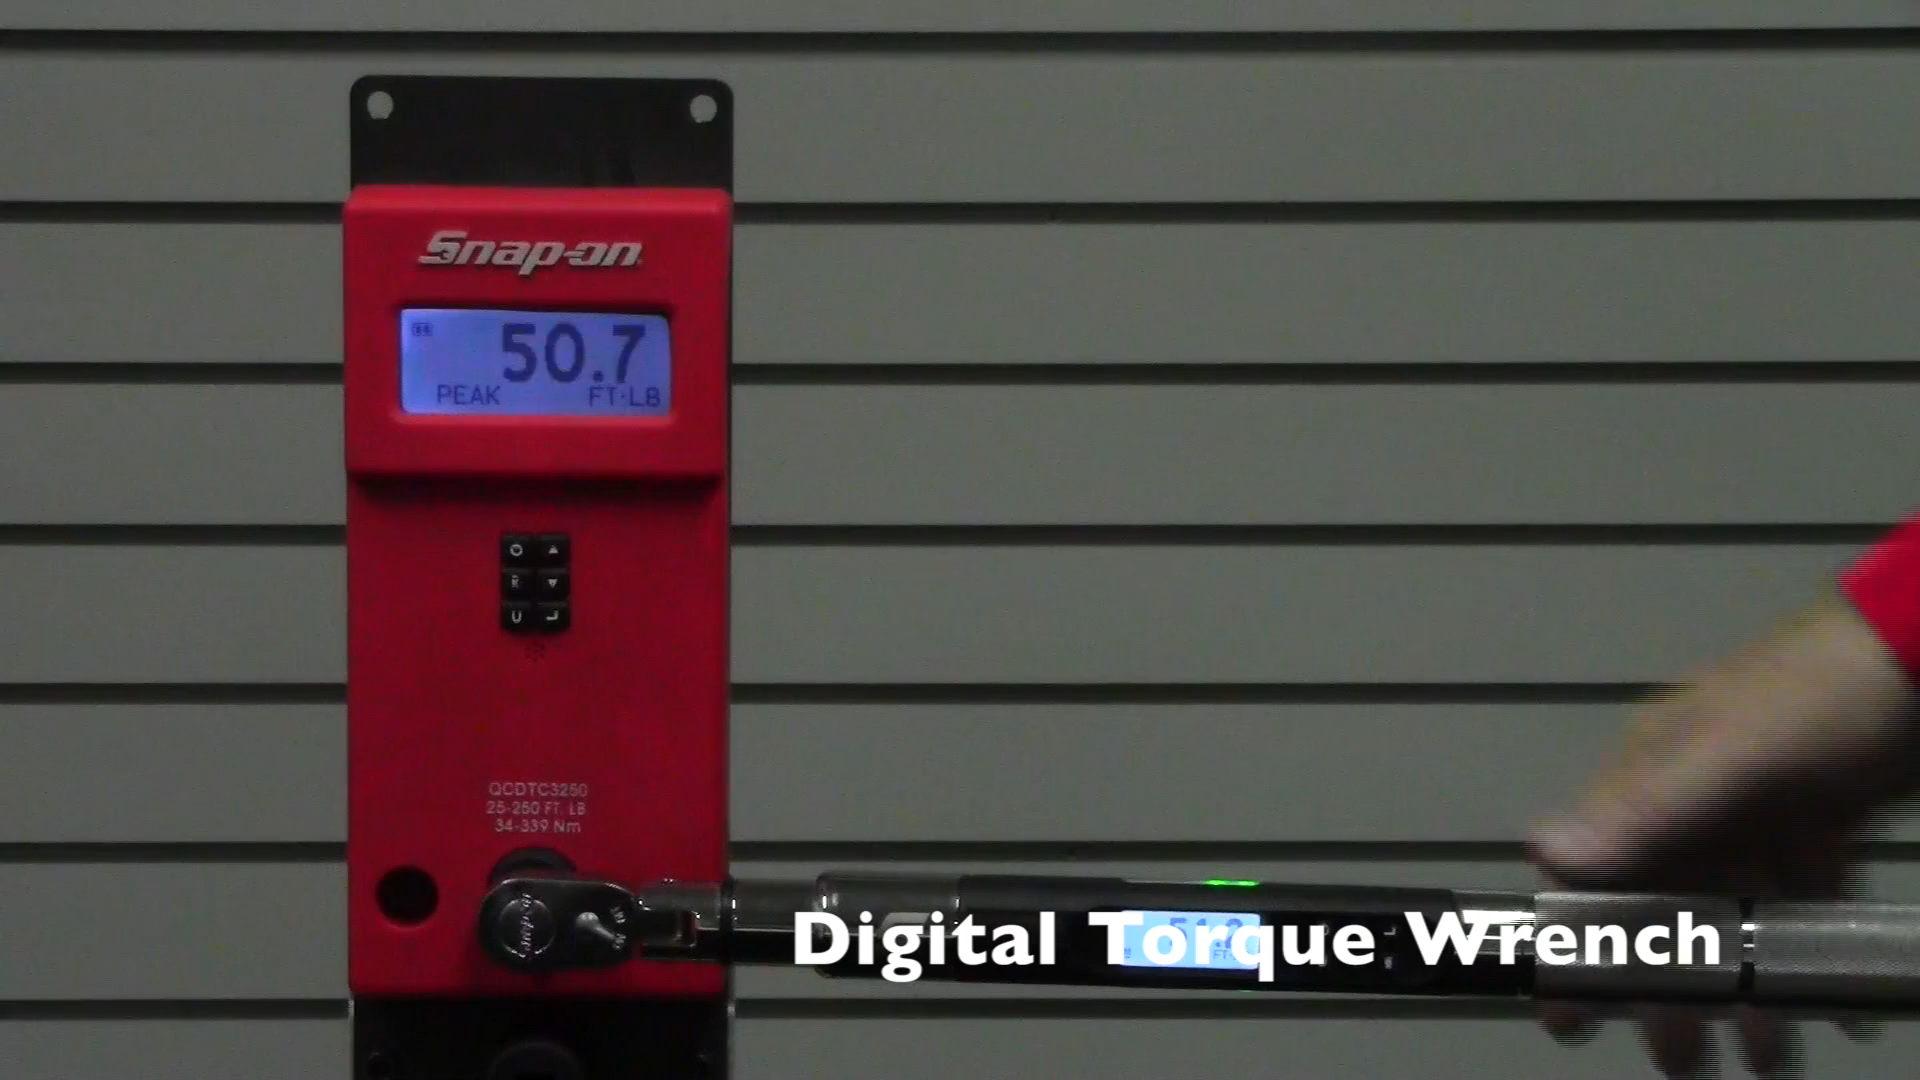 Snap-on
50.7
PEAK FT-LB
QCDTC3250
25-250 FT. LB
34-339 Nm
Digital Torque Wrench